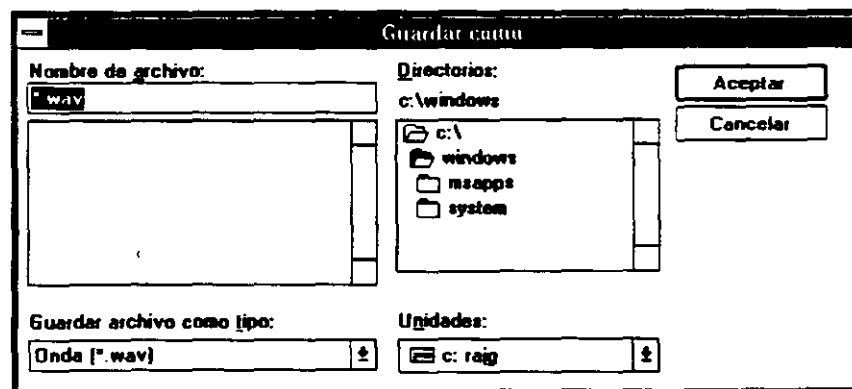 Guardar como
Nombre de archivo:
*.wav
Directorios:
c:\windows
c:\
windows
msapps
system
Aceptar
Cancelar
Guardar archivo como tipo:
Onda (*.wav)
Unidades:
c: rajg